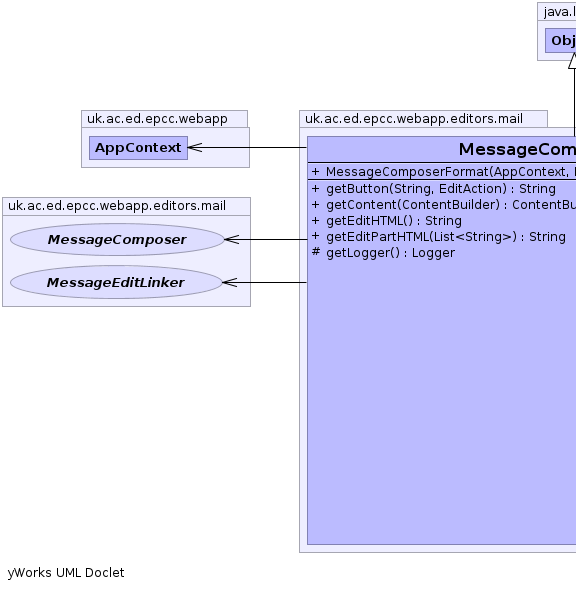 java.l
Obj
uk.ac.ed.epcc.webapp
AppContext
uk.ac.ed.epcc.webapp.editors.mail
MessageComposer
MessageEditLinker
uk.ac.ed.epcc.webapp.editors.mail
MessageCom
+ MessageComposerFormat(AppContext,
+ getButton(String, EditAction) : String
+ getContent(ContentBuilder) : ContentBu
+ getEditHTML() : String
+ getEditPartHTML(List<String>) : String
# getLogger() : Logger
yWorks UML Doclet